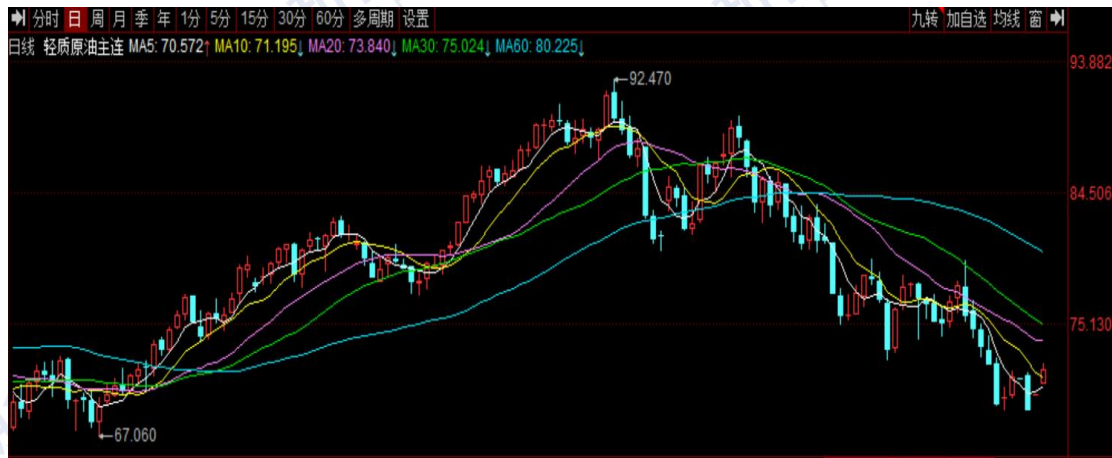 分时 日 周 月 季 年 1分 5分 15分 30分 60分 多周期 设置 九转 加自选 均线 窗
日线 轻质原油主连 MA5: 70.572↑ MA10: 71.195↓ MA20: 73.840↓ MA30: 75.024↓ MA60: 80.225↓
93.882
←92.470
84.506
75.130
←67.060